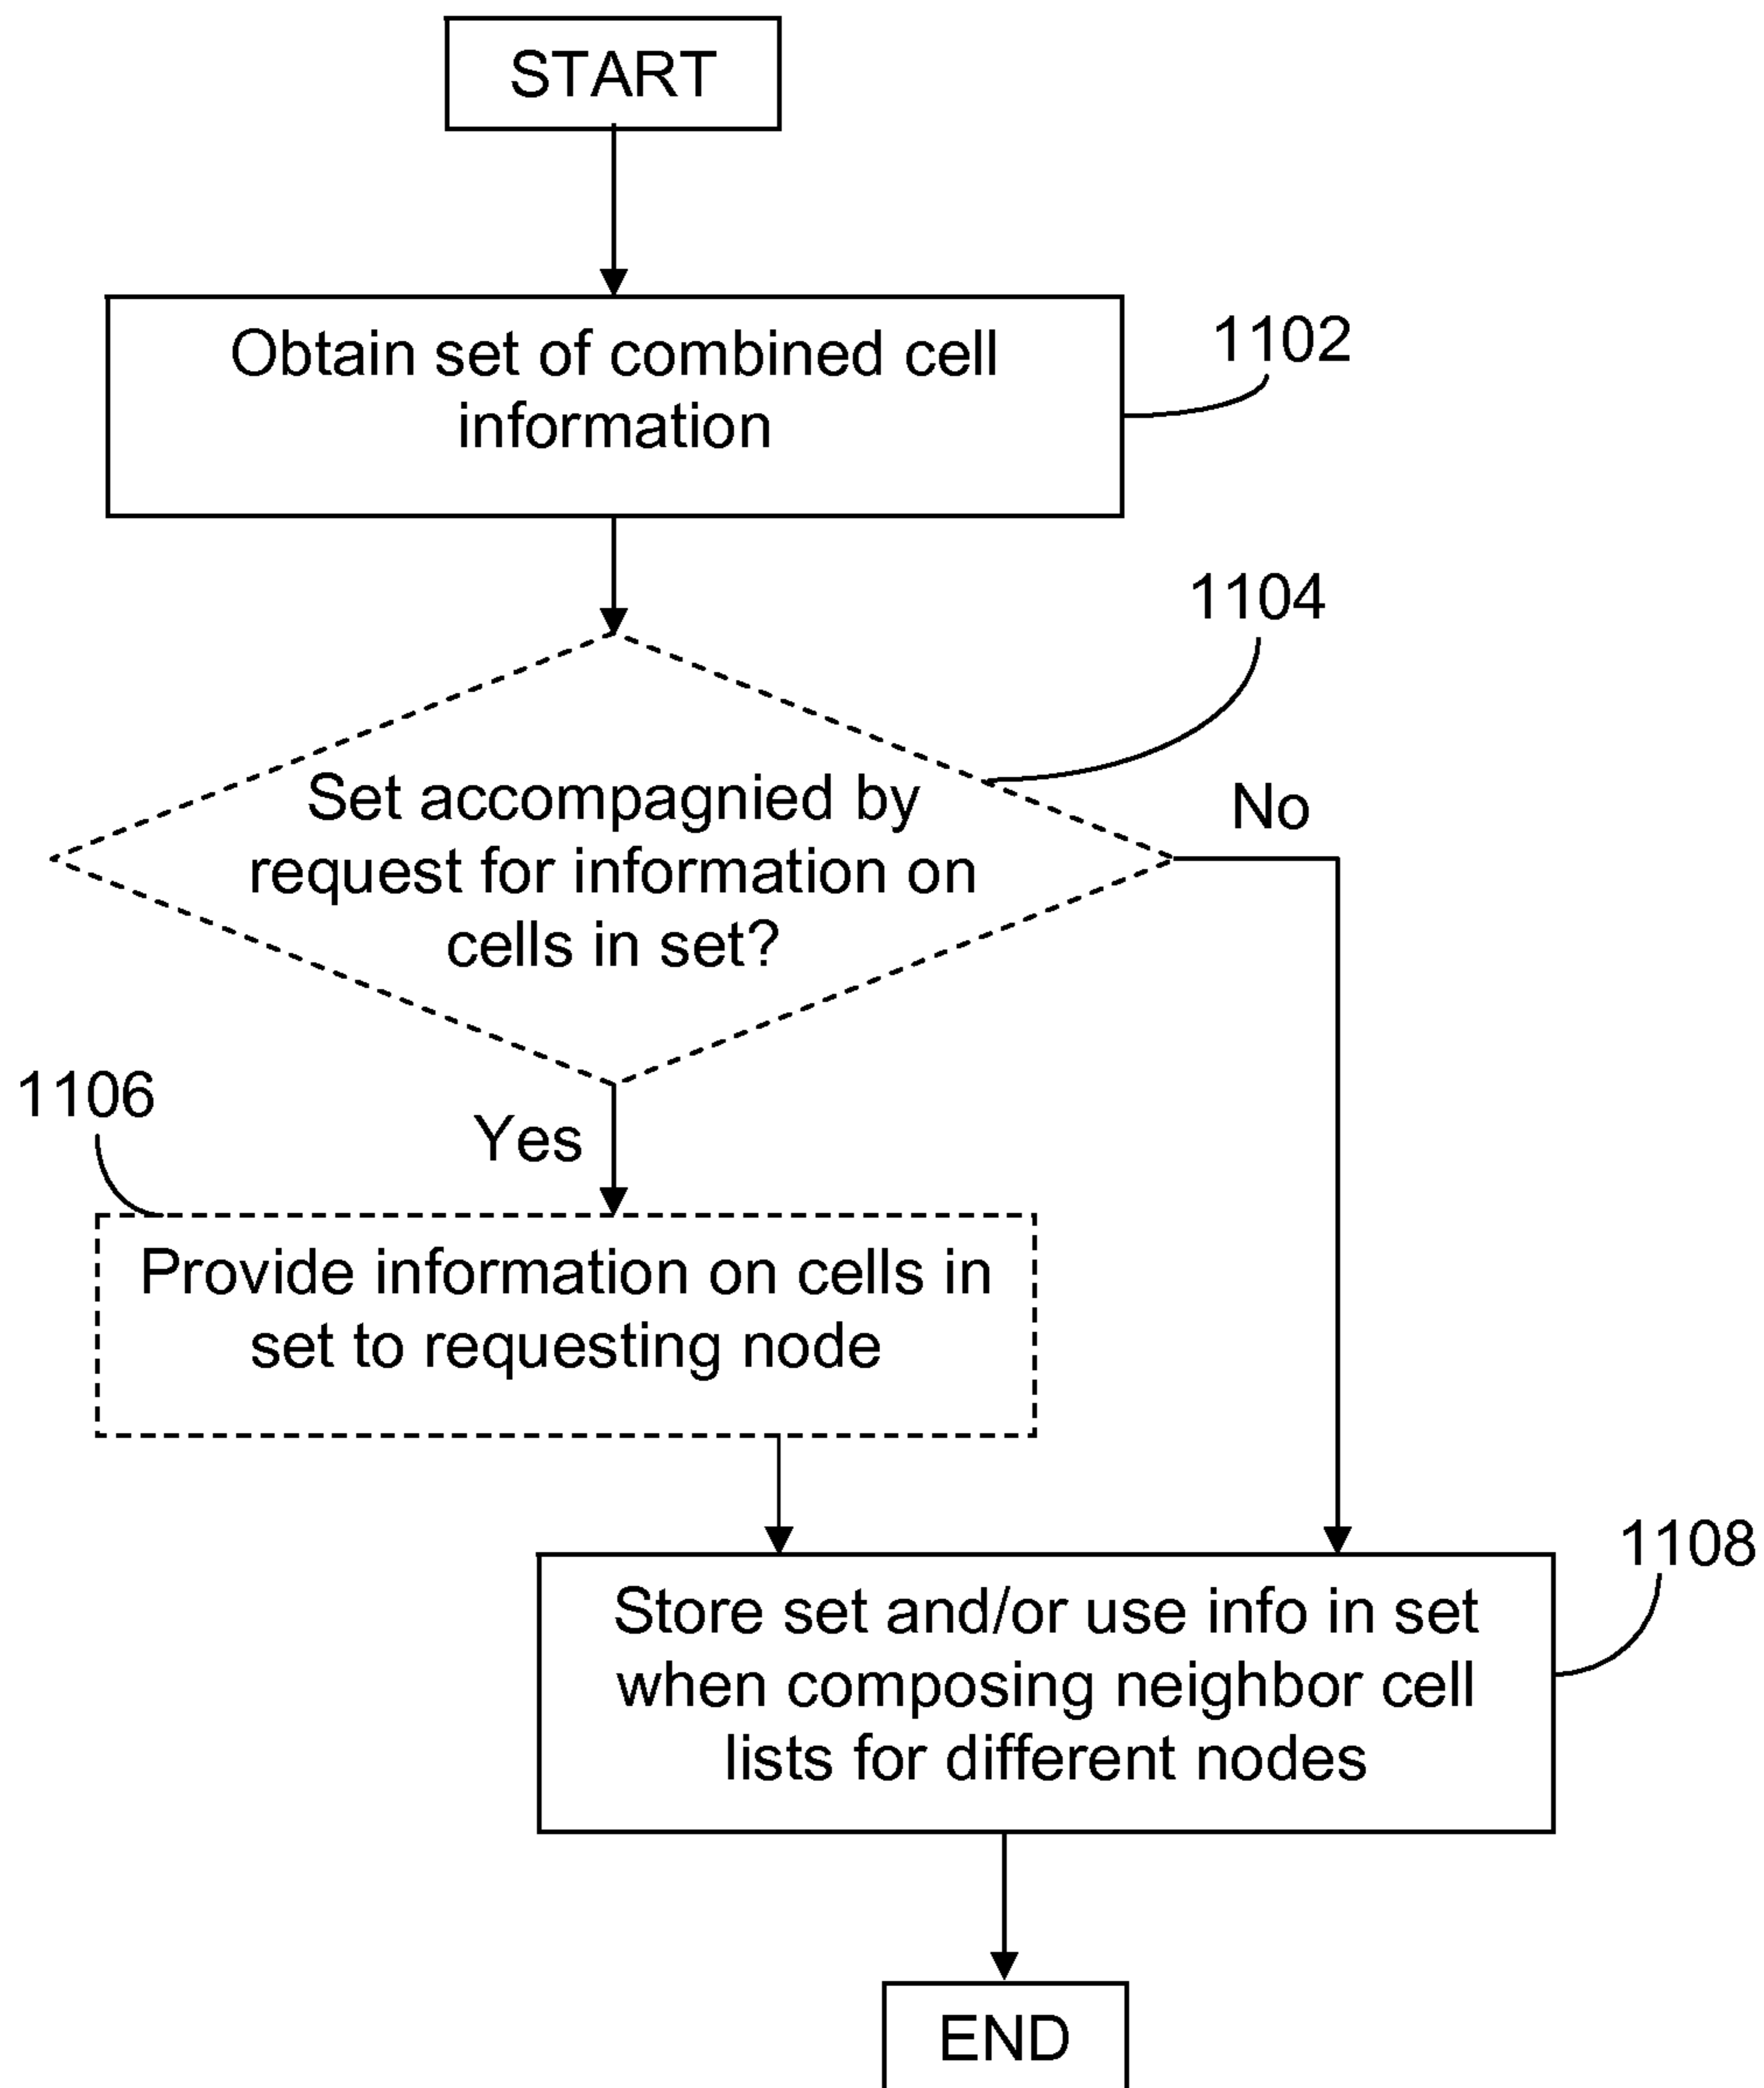 START
Obtain set of combined cell
information
1102
1104
Set accompagnied by
request for information on
cells in set?
No
1106
Yes
Provide information on cells in
set to requesting node
1108
Store set and/or use info in set
when composing neighbor cell
lists for different nodes
END